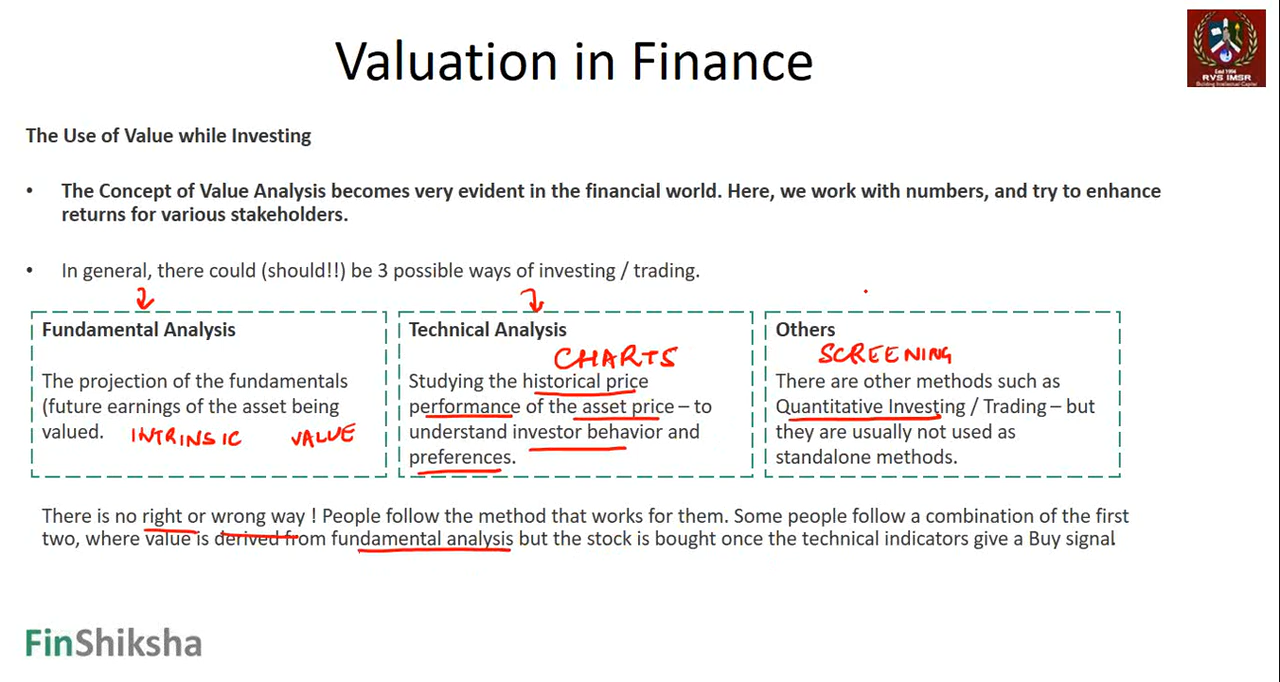 Valuation in Finance
Estd 1996
RVS IMSR
Building Intellectual Capital
The Use of Value while Investing
• The Concept of Value Analysis becomes very evident in the financial world. Here, we work with numbers, and try to enhance
returns for various stakeholders.
• In general, there could (should!!) be 3 possible ways of investing / trading.
Fundamental Analysis
The projection of the fundamentals
(future earnings of the asset being
valued. INTRINSIC VALUE
Technical Analysis
CHARTS
Studying the historical price
performance of the asset price – to
understand investor behavior and
preferences.
Others
SCREENING
There are other methods such as
Quantitative Investing / Trading – but
they are usually not used as
standalone methods.
There is no right or wrong way ! People follow the method that works for them. Some people follow a combination of the first
two, where value is derived from fundamental analysis but the stock is bought once the technical indicators give a Buy signal
FinShiksha